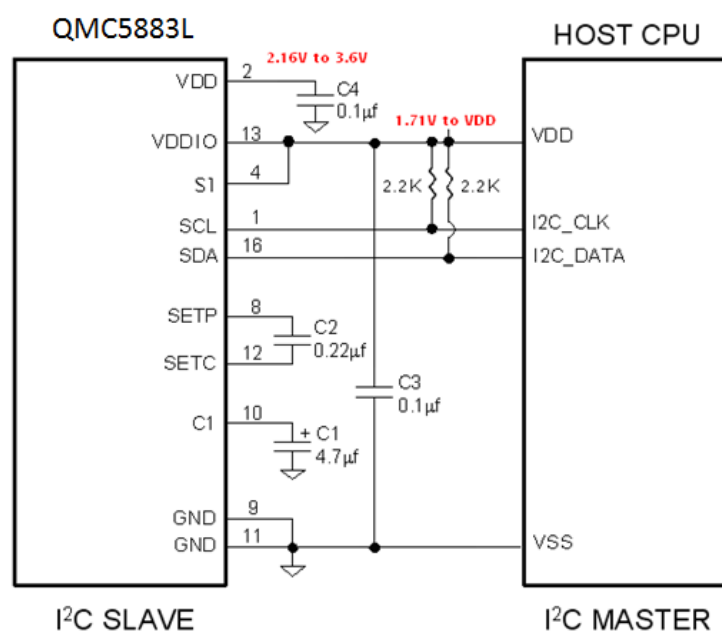 QMC5883L
HOST CPU
2.16V to 3.6V
VDD 2
C4
0.1µf
1.71V to VDD
VDDIO 13
VDD
S1 4
2.2K 2.2K
SCL 1
I2C_CLK
SDA 16
I2C_DATA
SETP 8
C2
0.22µf
SETC 12
C3
0.1µf
C1 10
+ C1
4.7µf
GND 9
GND 11
VSS
I²C SLAVE
I²C MASTER